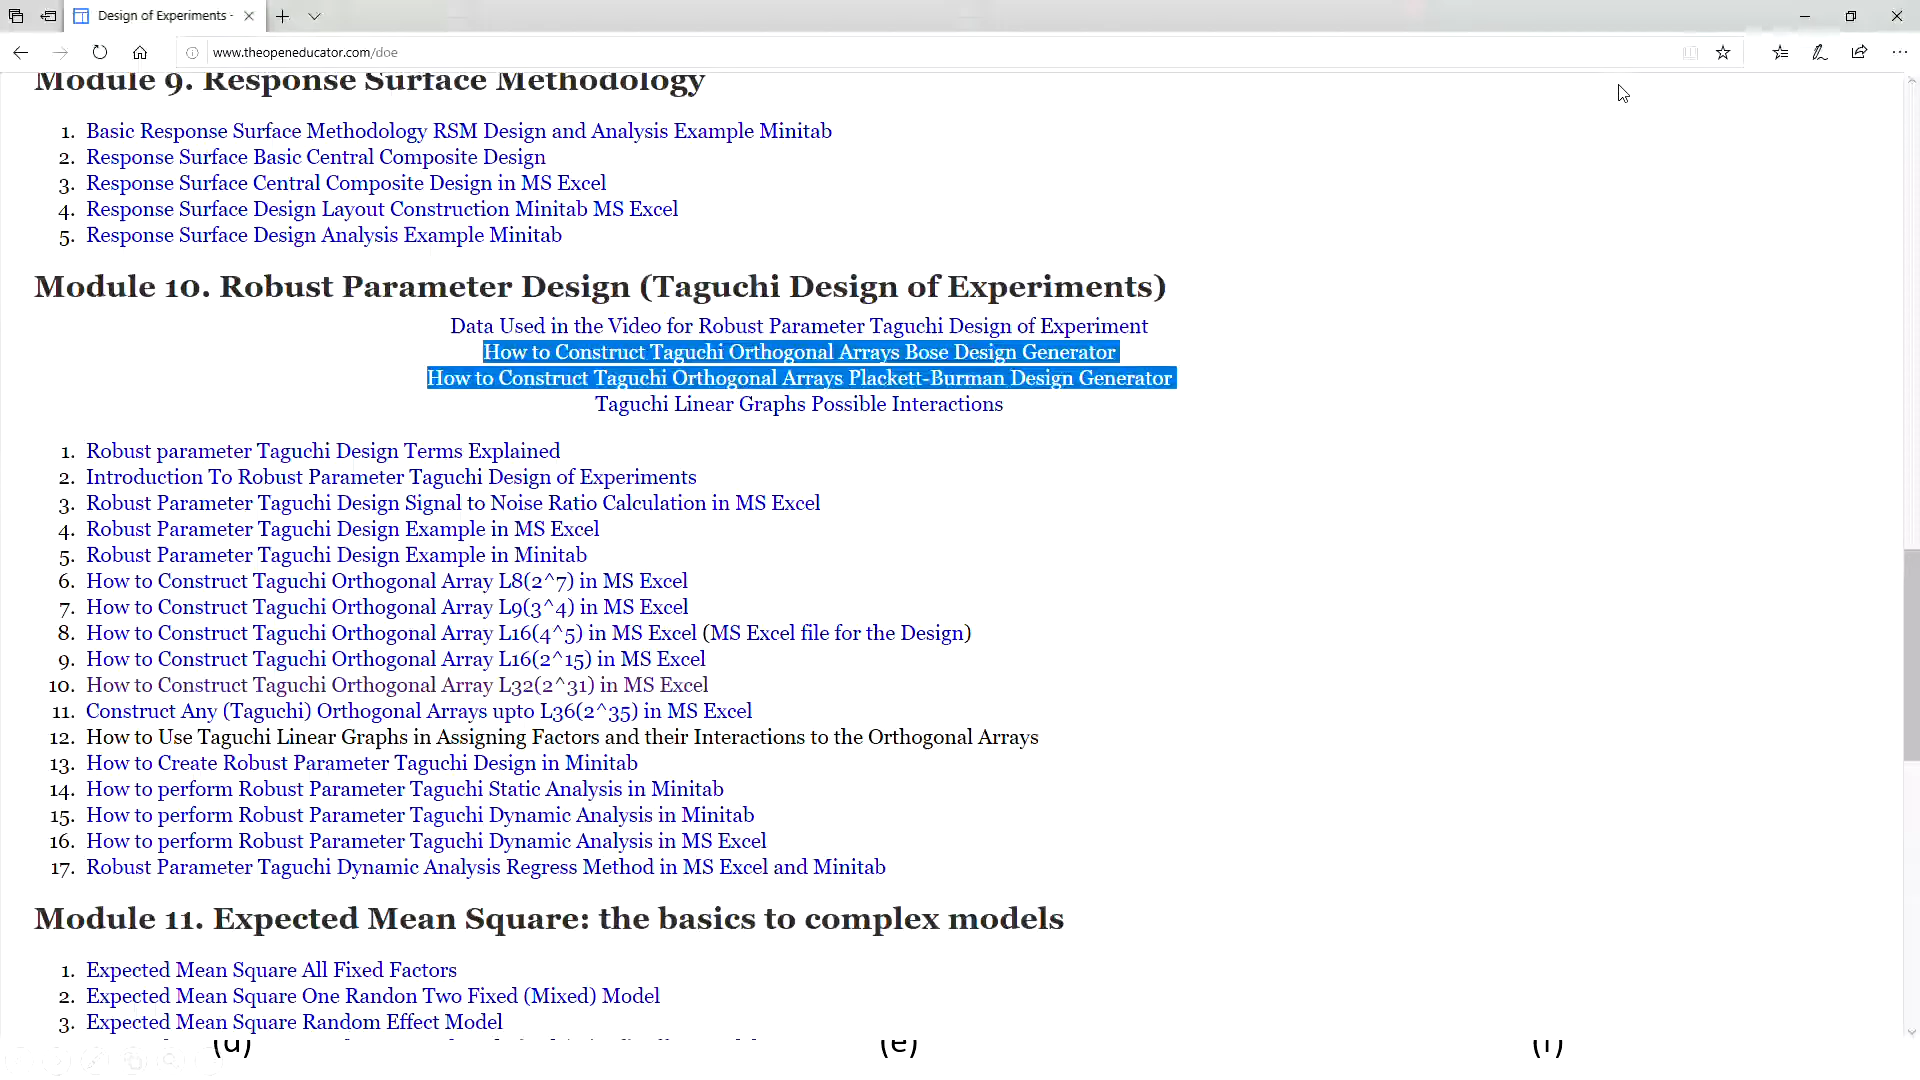 Design of Experiments -
www.theopeneducator.com/doe
Module 9. Response Surface Methodology
1. Basic Response Surface Methodology RSM Design and Analysis Example Minitab
2. Response Surface Basic Central Composite Design
3. Response Surface Central Composite Design in MS Excel
4. Response Surface Design Layout Construction Minitab MS Excel
5. Response Surface Design Analysis Example Minitab
Module 10. Robust Parameter Design (Taguchi Design of Experiments)
Data Used in the Video for Robust Parameter Taguchi Design of Experiment
How to Construct Taguchi Orthogonal Arrays Bose Design Generator
How to Construct Taguchi Orthogonal Arrays Plackett-Burman Design Generator
Taguchi Linear Graphs Possible Interactions
1. Robust parameter Taguchi Design Terms Explained
2. Introduction To Robust Parameter Taguchi Design of Experiments
3. Robust Parameter Taguchi Design Signal to Noise Ratio Calculation in MS Excel
4. Robust Parameter Taguchi Design Example in MS Excel
5. Robust Parameter Taguchi Design Example in Minitab
6. How to Construct Taguchi Orthogonal Array L8(2^7) in MS Excel
7. How to Construct Taguchi Orthogonal Array L9(3^4) in MS Excel
8. How to Construct Taguchi Orthogonal Array L16(4^5) in MS Excel (MS Excel file for the Design)
9. How to Construct Taguchi Orthogonal Array L16(2^15) in MS Excel
10. How to Construct Taguchi Orthogonal Array L32(2^31) in MS Excel
11. Construct Any (Taguchi) Orthogonal Arrays upto L36(2^35) in MS Excel
12. How to Use Taguchi Linear Graphs in Assigning Factors and their Interactions to the Orthogonal Arrays
13. How to Create Robust Parameter Taguchi Design in Minitab
14. How to perform Robust Parameter Taguchi Static Analysis in Minitab
15. How to perform Robust Parameter Taguchi Dynamic Analysis in Minitab
16. How to perform Robust Parameter Taguchi Dynamic Analysis in MS Excel
17. Robust Parameter Taguchi Dynamic Analysis Regress Method in MS Excel and Minitab
Module 11. Expected Mean Square: the basics to complex models
1. Expected Mean Square All Fixed Factors
2. Expected Mean Square One Randon Two Fixed (Mixed) Model
3. Expected Mean Square Random Effect Model
(d) (e) (f)